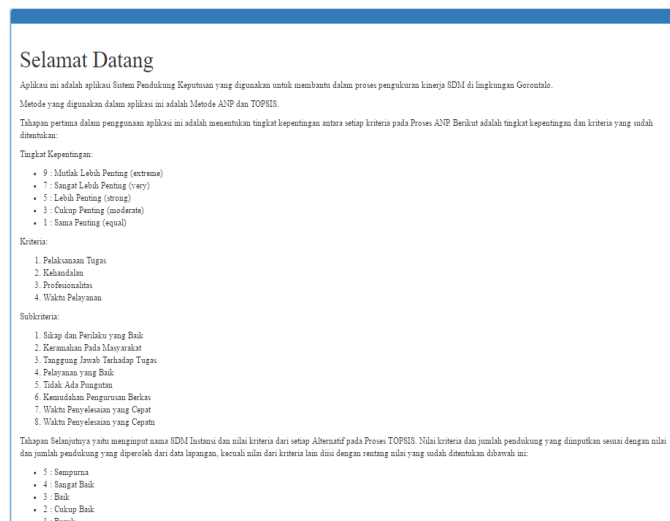 Selamat Datang
Aplikasi ini adalah aplikasi Sistem Pendukung Keputusan yang digunakan untuk membantu dalam proses pengukuran kinerja SDM di lingkungan Gorontalo.
Metode yang digunakan dalam aplikasi ini adalah Metode ANP dan TOPSIS.
Tahapan pertama dalam penggunaan aplikasi ini adalah menentukan tingkat kepentingan antara setiap kriteria pada Proses ANP. Berikut adalah tingkat kepentingan dan kriteria yang sudah
ditentukan:
Tingkat Kepentingan:
• 9 : Mutlak Lebih Penting (extreme)
• 7 : Sangat Lebih Penting (very)
• 5 : Lebih Penting (strong)
• 3 : Cukup Penting (moderate)
• 1 : Sama Penting (equal)
Kriteria:
1. Pelaksanaan Tugas
2. Kehandalan
3. Profesionalitas
4. Waktu Pelayanan
Subkriteria:
1. Sikap dan Perilaku yang Baik
2. Keramahan Pada Masyarakat
3. Tanggung Jawab Terhadap Tugas
4. Pelayanan yang Baik
5. Tidak Ada Pungutan
6. Kemudahan Pengurusan Berkas
7. Waktu Penyelesaian yang Cepat
8. Waktu Penyelesaian yang Cepatn
Tahapan Selanjutnya yaitu menginput nama SDM Instansi dan nilai kriteria dari setiap Alternatif pada Proses TOPSIS. Nilai kriteria dan jumlah pendukung yang diinputkan sesuai dengan nilai
dan jumlah pendukung yang diperoleh dari data lapangan, kecuali nilai dari kriteria lain diisi dengan rentang nilai yang sudah ditentukan dibawah ini:
• 5 : Sempurna
• 4 : Sangat Baik
• 3 : Baik
• 2 : Cukup Baik